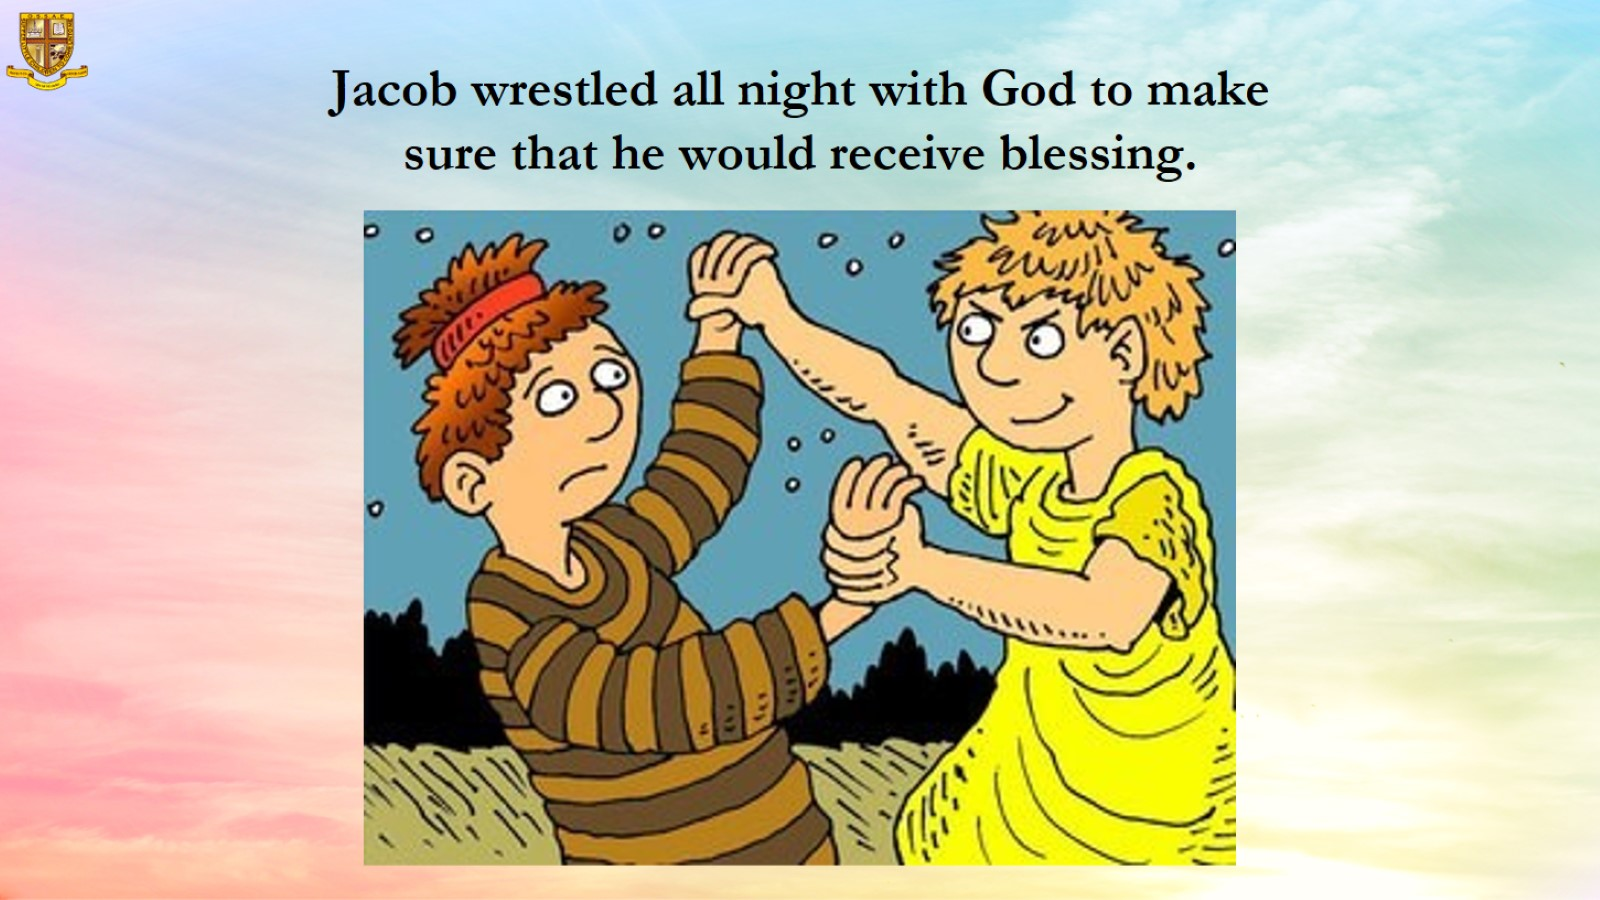 Jacob wrestled all night with God to make
sure that he would receive blessing.